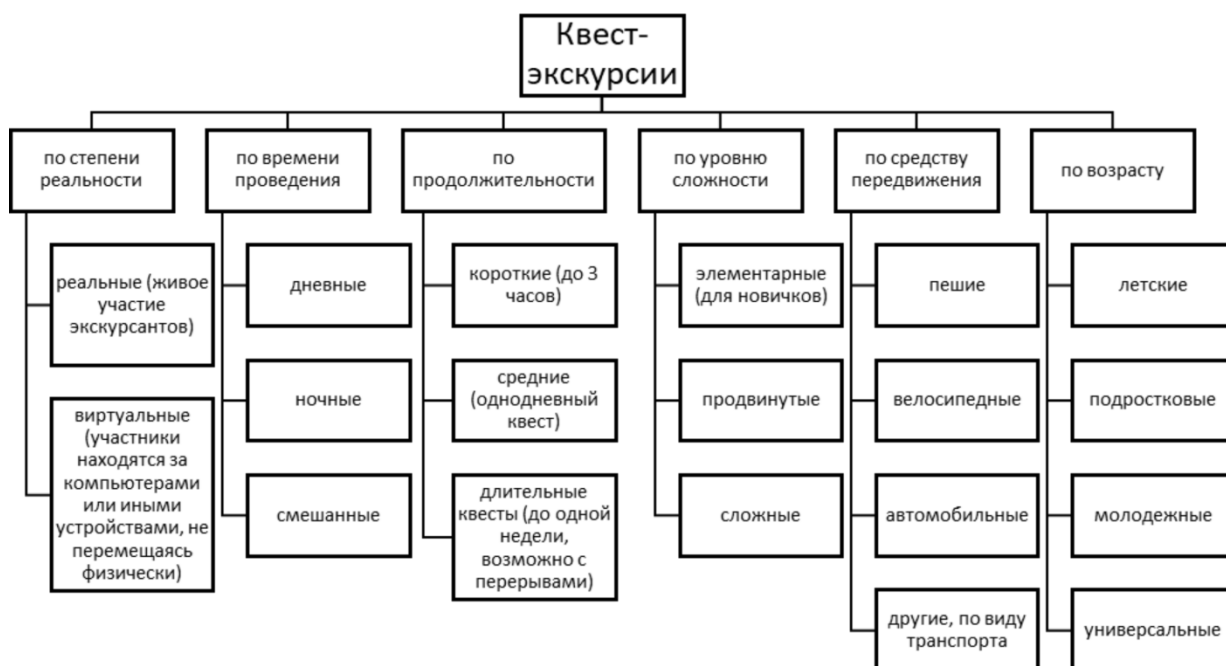 Квест-
экскурсии
по степени
реальности
реальные (живое
участие
экскурсантов)
виртуальные
(участники
находятся за
компьютерами
или иными
устройствами, не
перемещаясь
физически)
по времени
проведения
дневные
ночные
смешанные
по
продолжительности
короткие (до 3
часов)
средние
(однодневный
квест)
длительные
квесты (до одной
недели,
возможно с
перерывами)
по уровню
сложности
элементарные
(для новичков)
продвинутые
сложные
по средству
передвижения
пешие
велосипедные
автомобильные
другие, по виду
транспорта
по возрасту
детские
подростковые
молодежные
универсальные